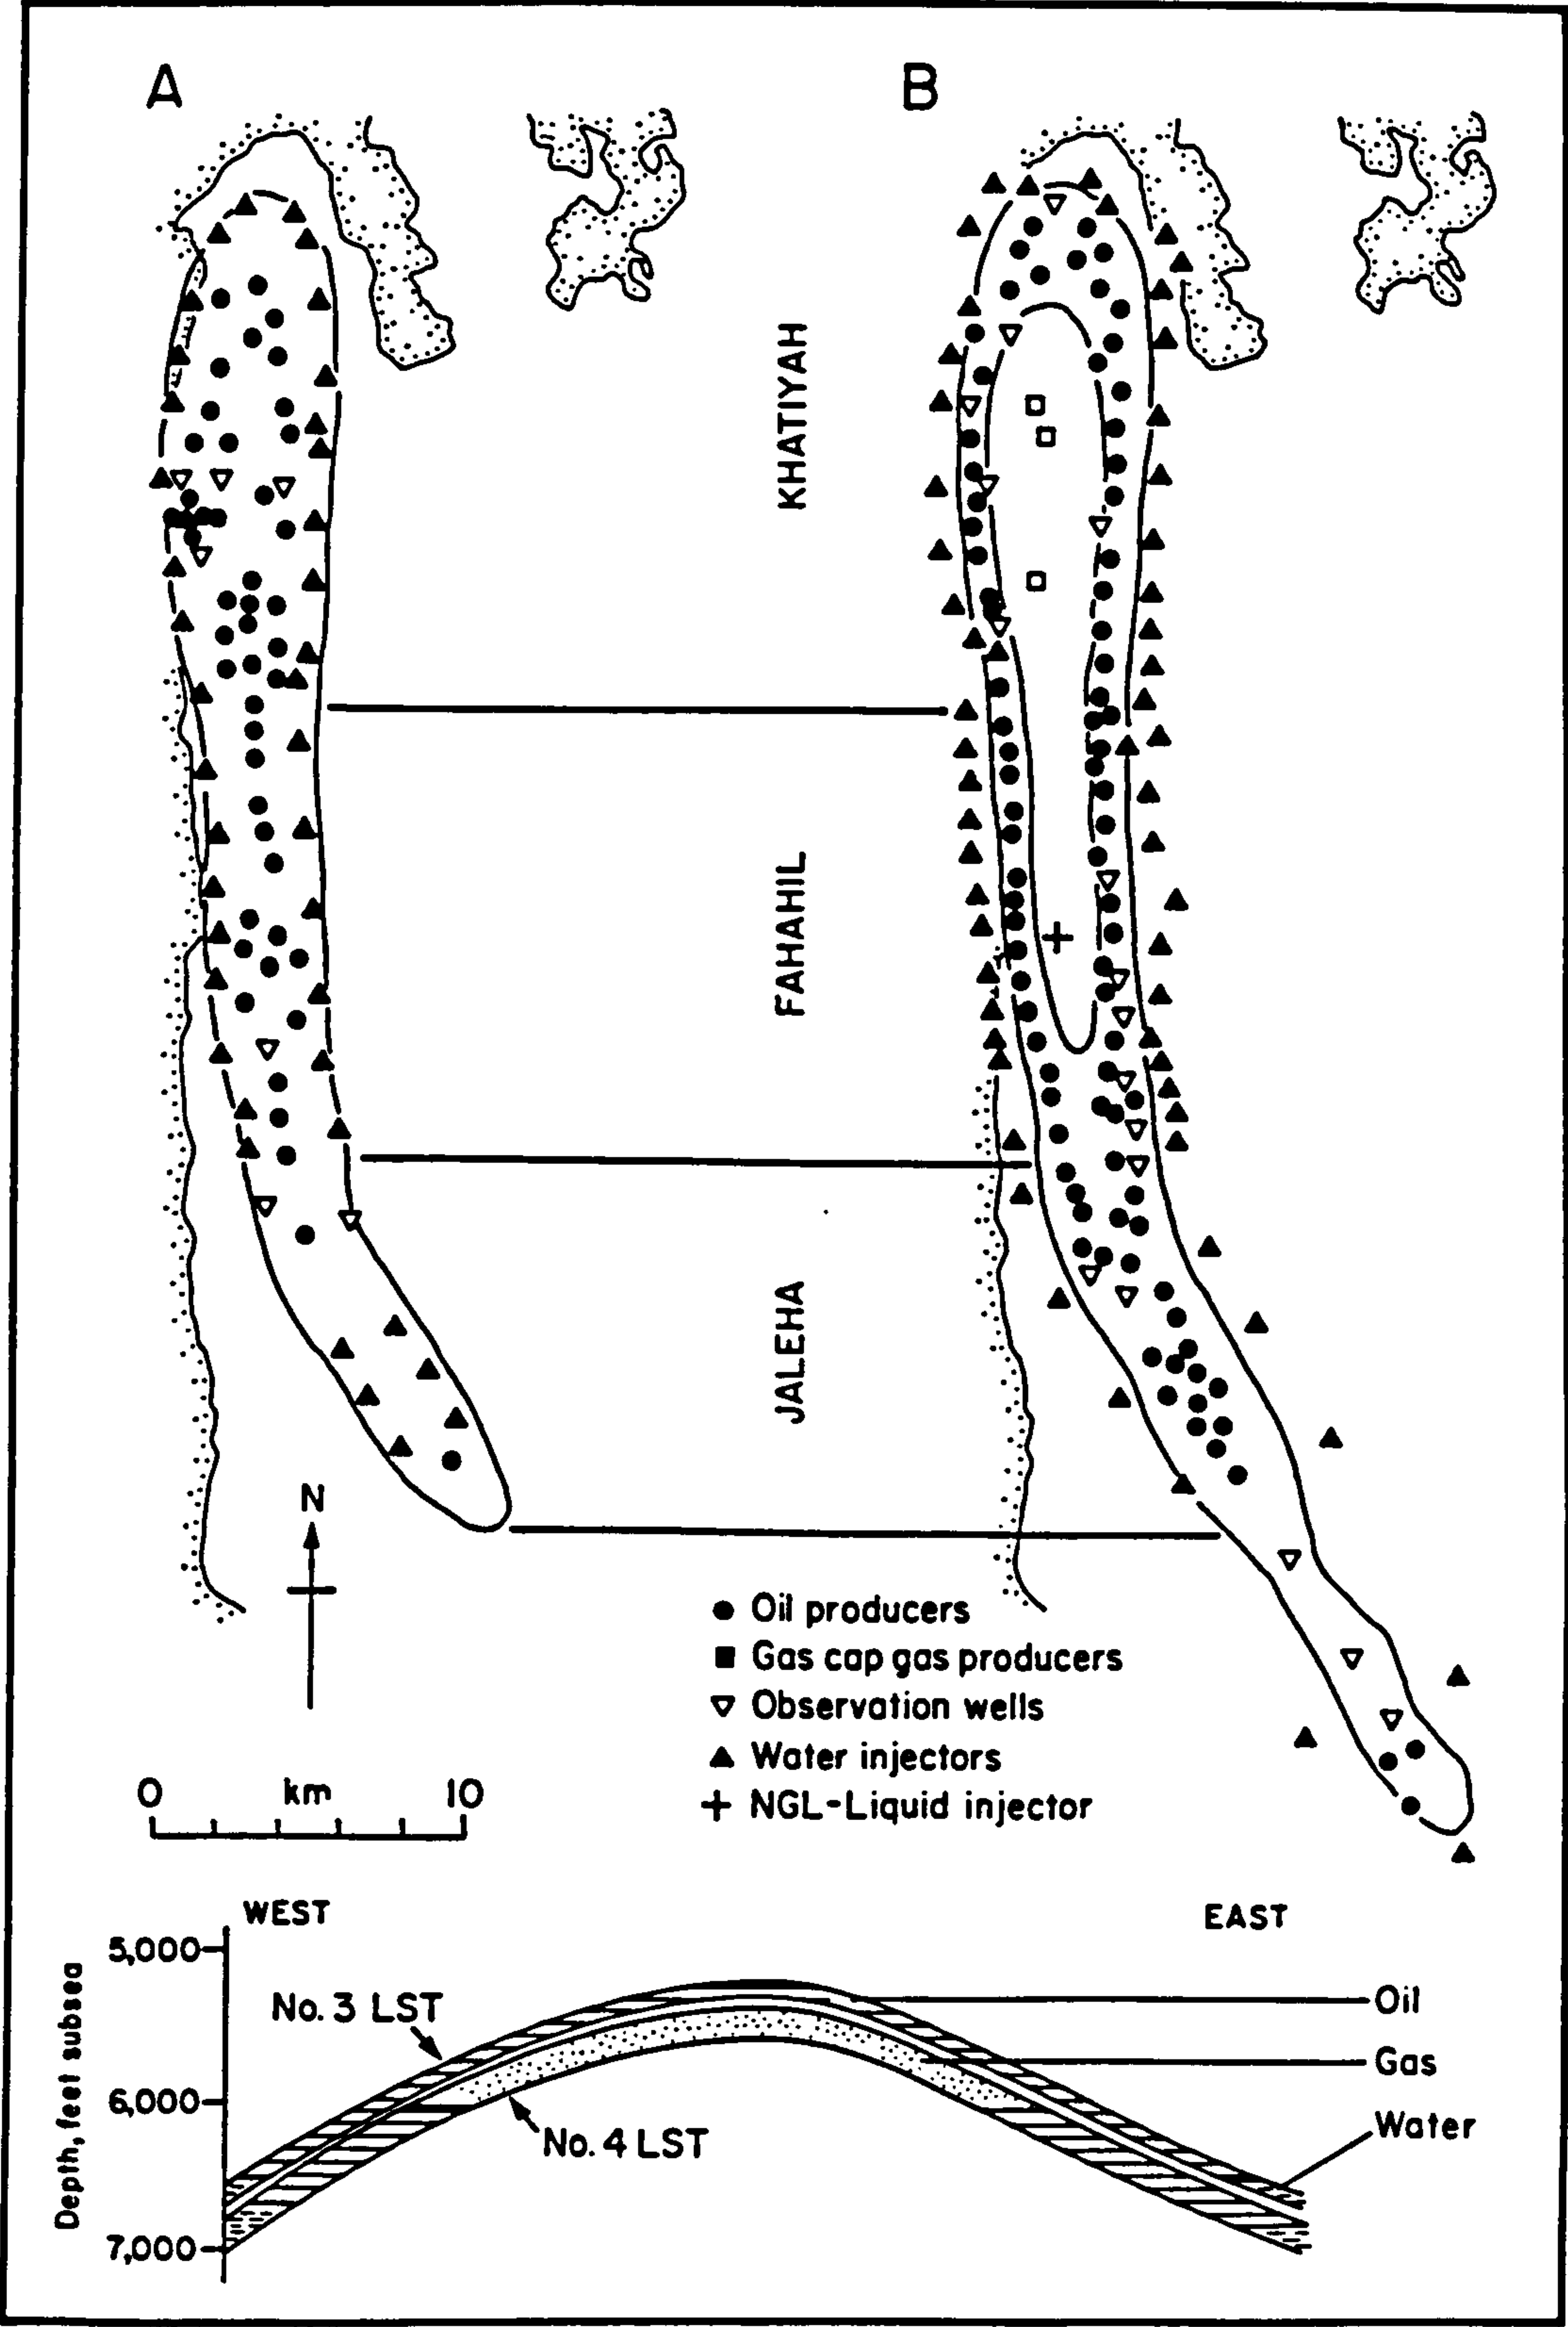 A
B
KHATIYAH
FAHAHIL
JALEHA
N
Oil producers
Gas cap gas producers
Observation wells
Water injectors
NGL-Liquid injector
0 km 10
WEST
EAST
5,000
No. 3 LST
Oil
Gas
6,000
Water
No. 4 LST
Depth, feet subsea
7,000